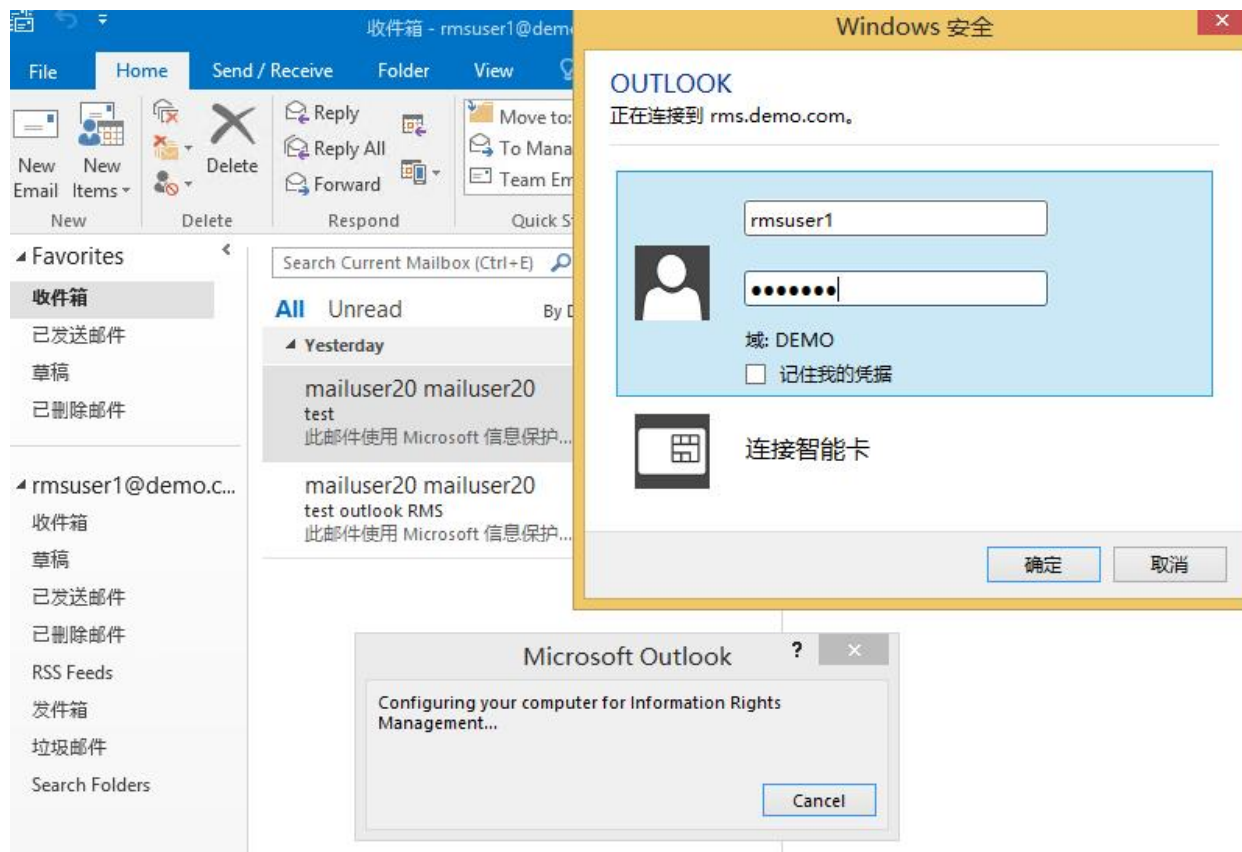 收件箱 - rmsuser1@demo
File Home Send / Receive Folder View
New Email
New Items
Delete
Reply
Reply All
Forward
Move to:
To Mana
Team Em
New Delete Respond Quick S
Favorites
收件箱
已发送邮件
草稿
已删除邮件
rmsuser1@demo.c...
收件箱
草稿
已发送邮件
已删除邮件
RSS Feeds
发件箱
垃圾邮件
Search Folders
Search Current Mailbox (Ctrl+E)
All Unread By D
Yesterday
mailuser20 mailuser20
test
此邮件使用 Microsoft 信息保护...
mailuser20 mailuser20
test outlook RMS
此邮件使用 Microsoft 信息保护...
Windows 安全
OUTLOOK
正在连接到 rms.demo.com。
rmsuser1
●●●●●●●
域: DEMO
记住我的凭据
连接智能卡
确定 取消
Microsoft Outlook
Configuring your computer for Information Rights
Management...
Cancel